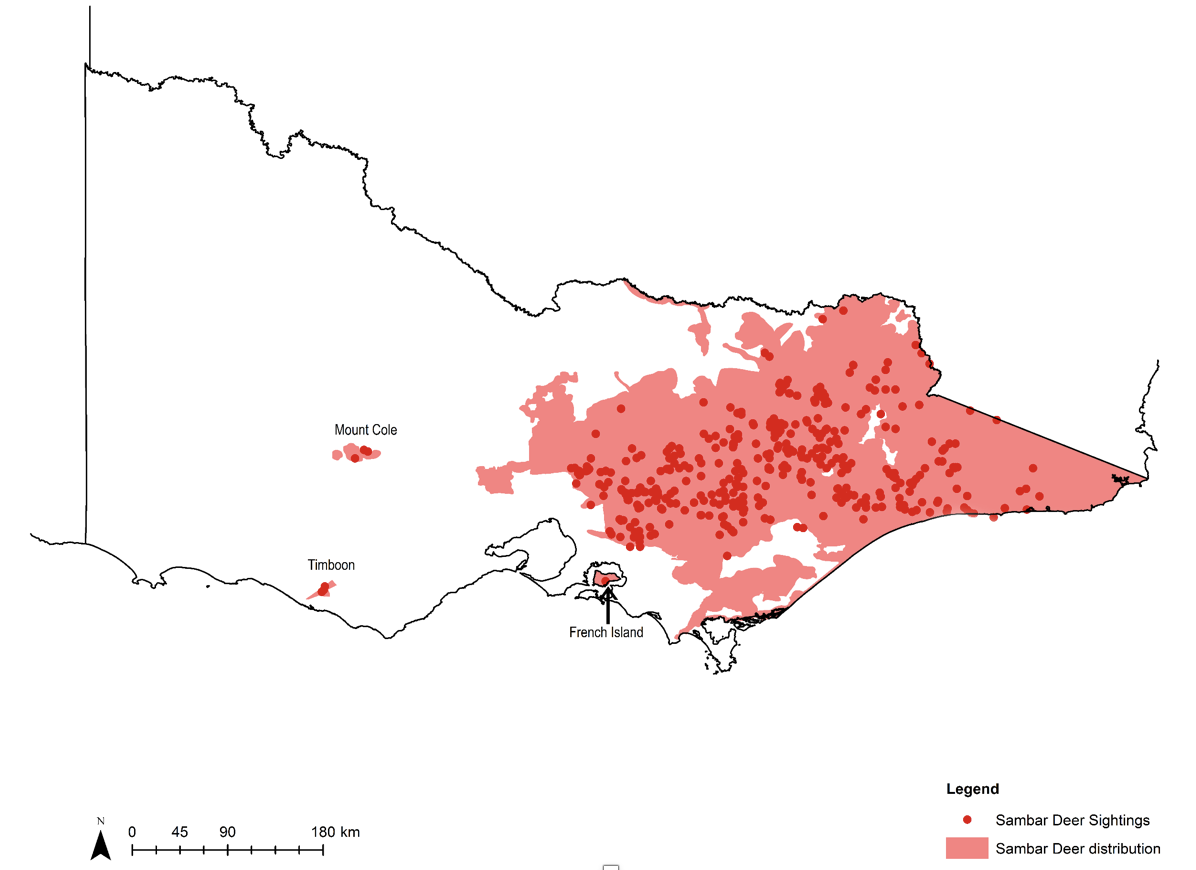 Mount Cole
Timboon
French Island
N
0 45 90 180 km
Legend
Sambar Deer Sightings
Sambar Deer distribution